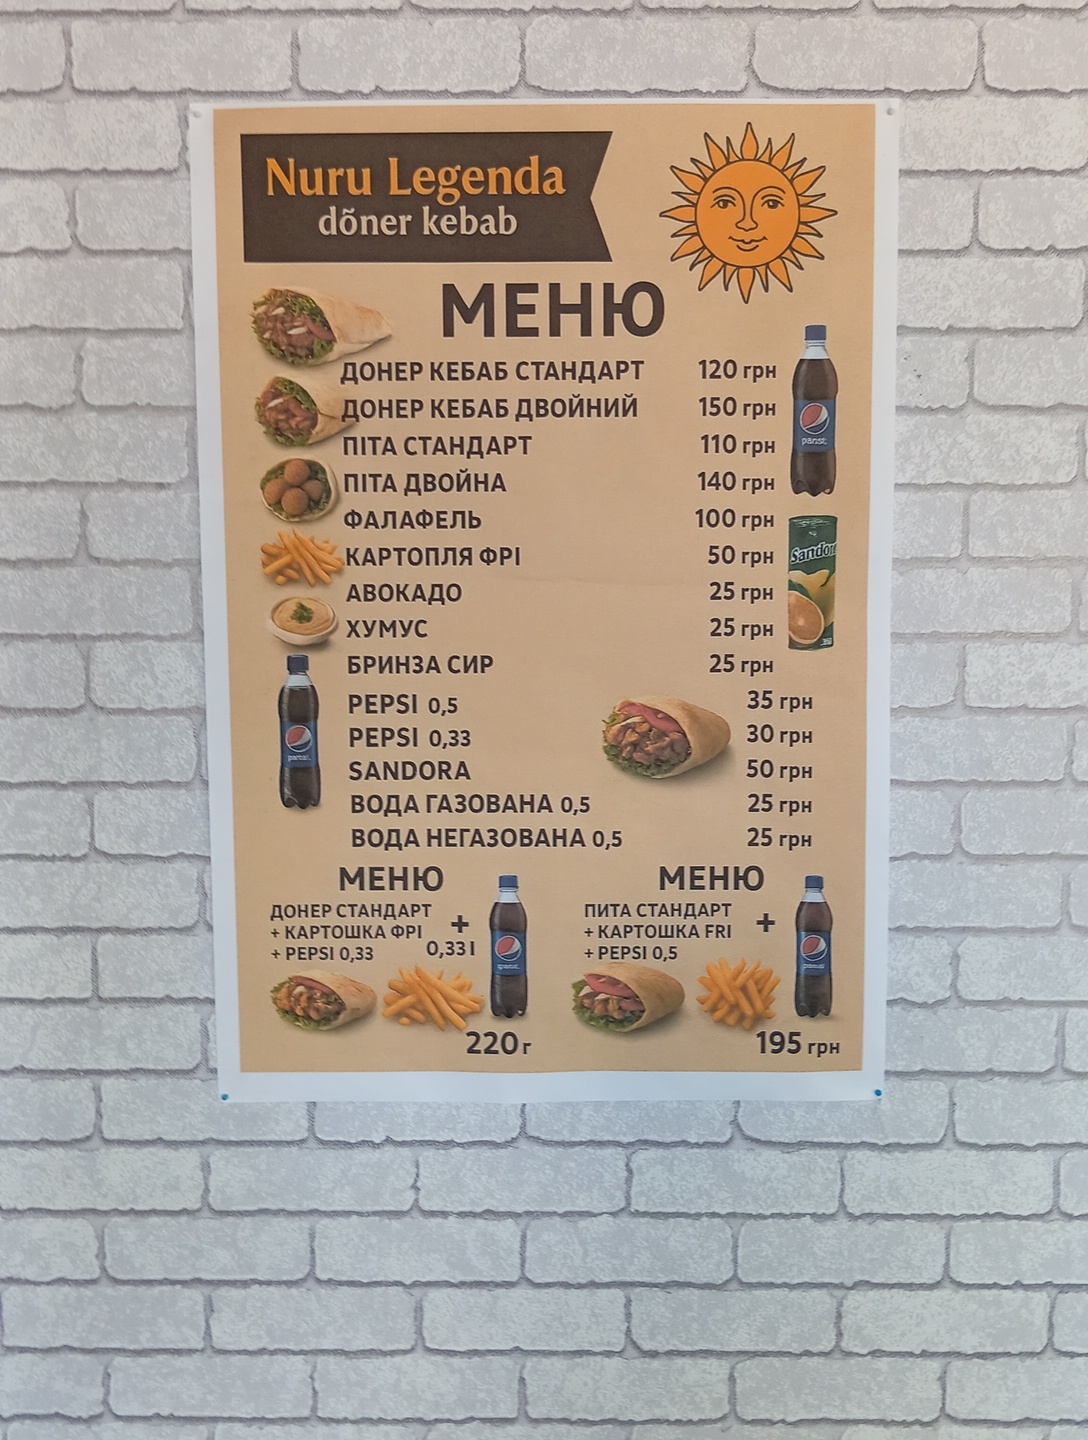 Nuru Legenda
dõner kebab
МЕНЮ
ДОНЕР КЕБАБ СТАНДАРТ 120 грн
ДОНЕР КЕБАБ ДВОЙНИЙ 150 грн
ПІТА СТАНДАРТ 110 грн
ПІТА ДВОЙНА 140 грн
ФАЛАФЕЛЬ 100 грн
КАРТОПЛЯ ФРІ 50 грн
АВОКАДО 25 грн
ХУМУС 25 грн
БРИНЗА СИР 25 грн
PEPSI 0,5 35 грн
PEPSI 0,33 30 грн
SANDORA 50 грн
ВОДА ГАЗОВАНА 0,5 25 грн
ВОДА НЕГАЗОВАНА 0,5 25 грн
Sandor
МЕНЮ
ДОНЕР СТАНДАРТ
+ КАРТОШКА ФРІ
+ PEPSI 0,33
+
0,33 l
220 г
МЕНЮ
ПИТА СТАНДАРТ
+ КАРТОШКА FRI
+ PEPSI 0,5
+
195 грн